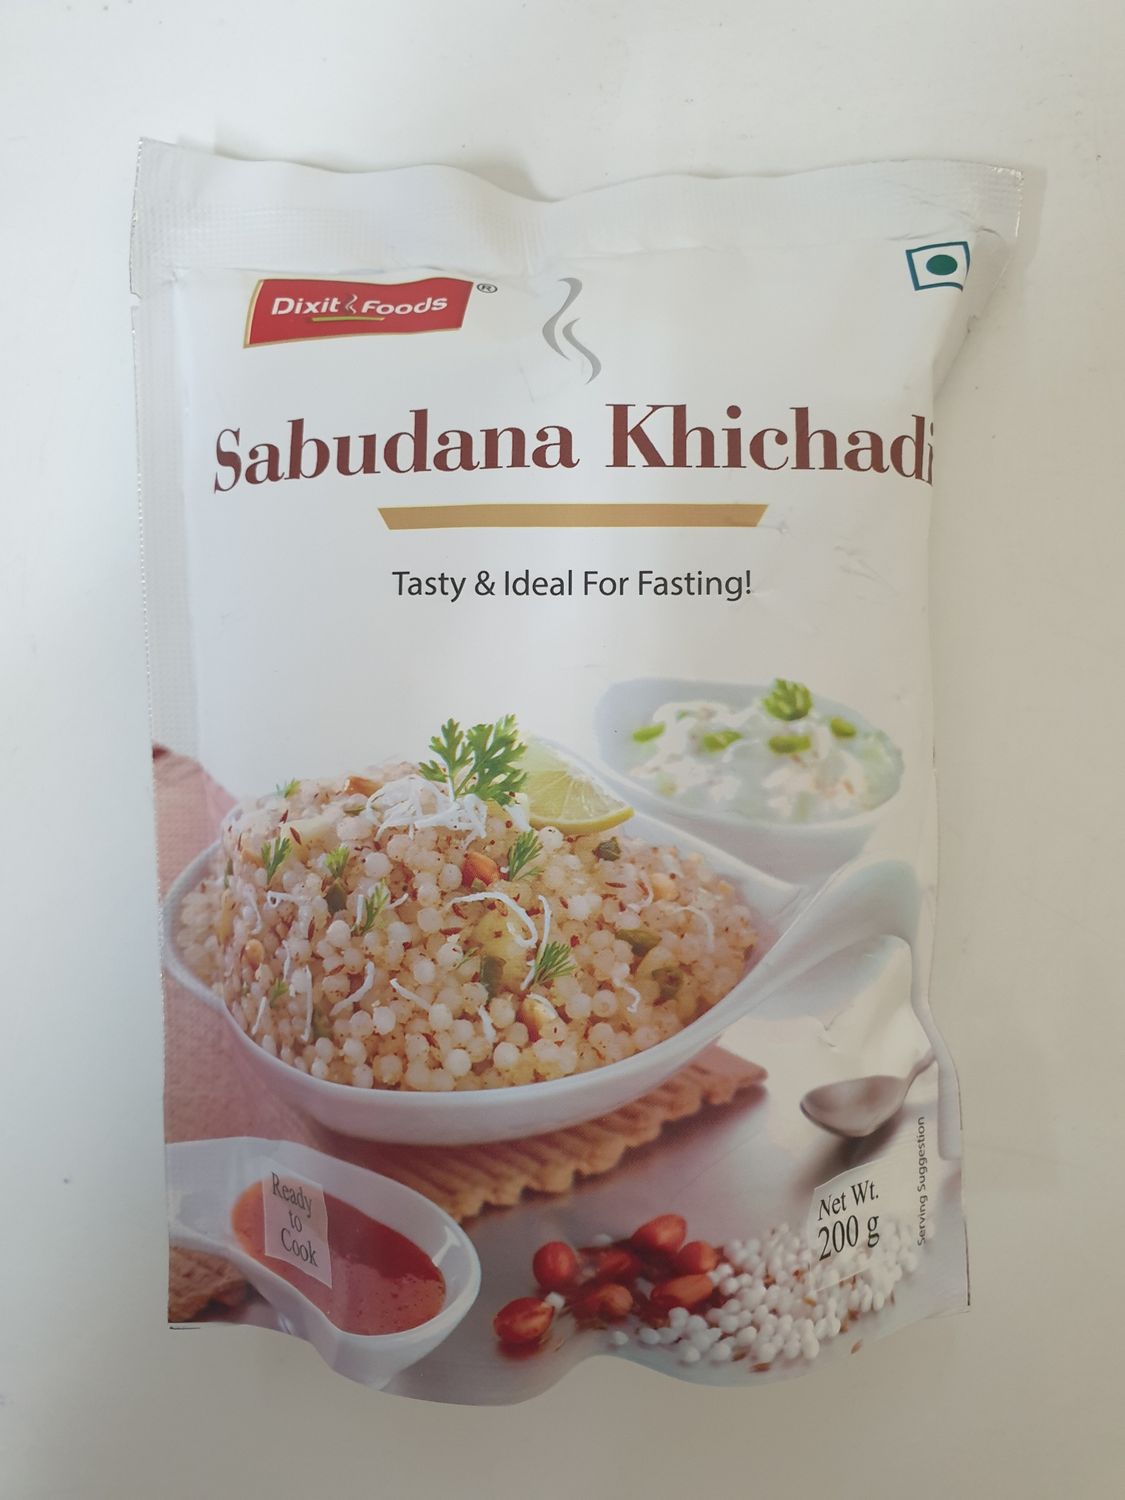 Dixit Foods ®
Sabudana Khichadi
Tasty & Ideal For Fasting!
Ready
to
Cook
Net Wt.
200 g
Serving Suggestion